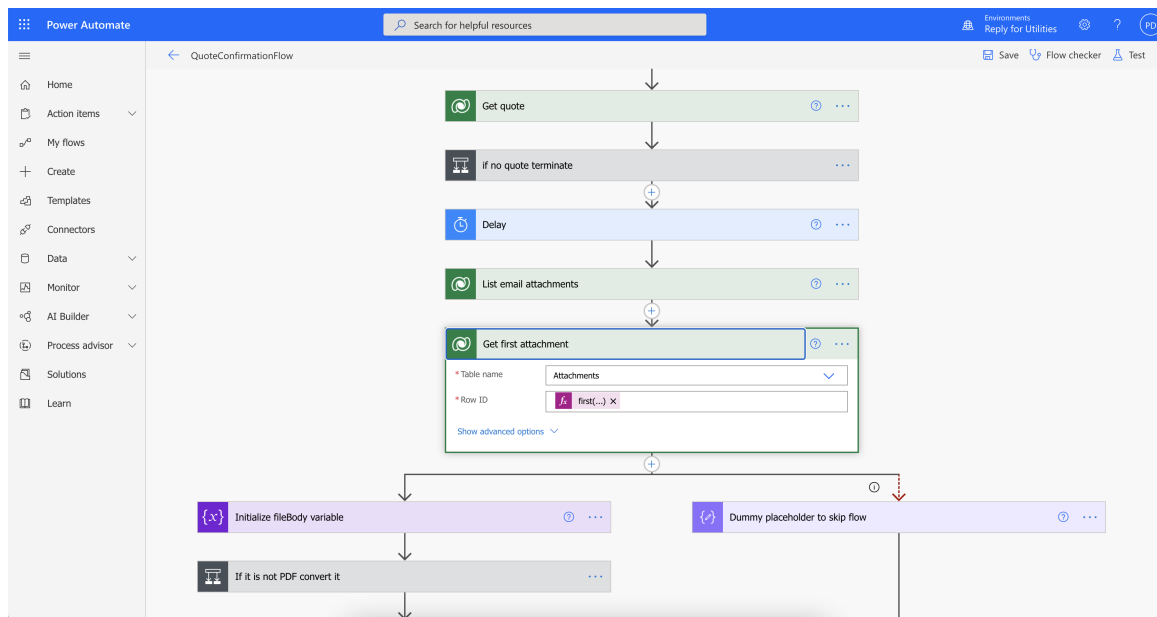 Power Automate
Search for helpful resources
Environments
Reply for Utilities
?
PD
QuoteConfirmationFlow
Save
Flow checker
Test
Home
Action items
My flows
Create
Templates
Connectors
Data
Monitor
AI Builder
Process advisor
Solutions
Learn
Get quote
?
...
if no quote terminate
...
+
Delay
?
...
List email attachments
?
...
+
Get first attachment
?
...
* Table name
Attachments
* Row ID
fx first(...) ×
Show advanced options
+
Initialize fileBody variable
{x}
?
...
Dummy placeholder to skip flow
?
...
If it is not PDF convert it
...